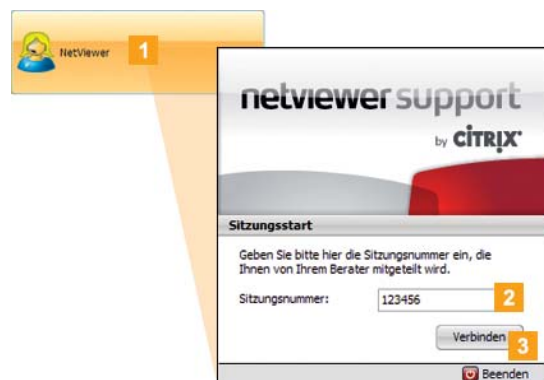 NetViewer 1
netviewer support
by CITRIX®
Sitzungsstart
Geben Sie bitte hier die Sitzungsnummer ein, die
Ihnen von Ihrem Berater mitgeteilt wird.
Sitzungsnummer: 123456 2
Verbinden 3
Beenden